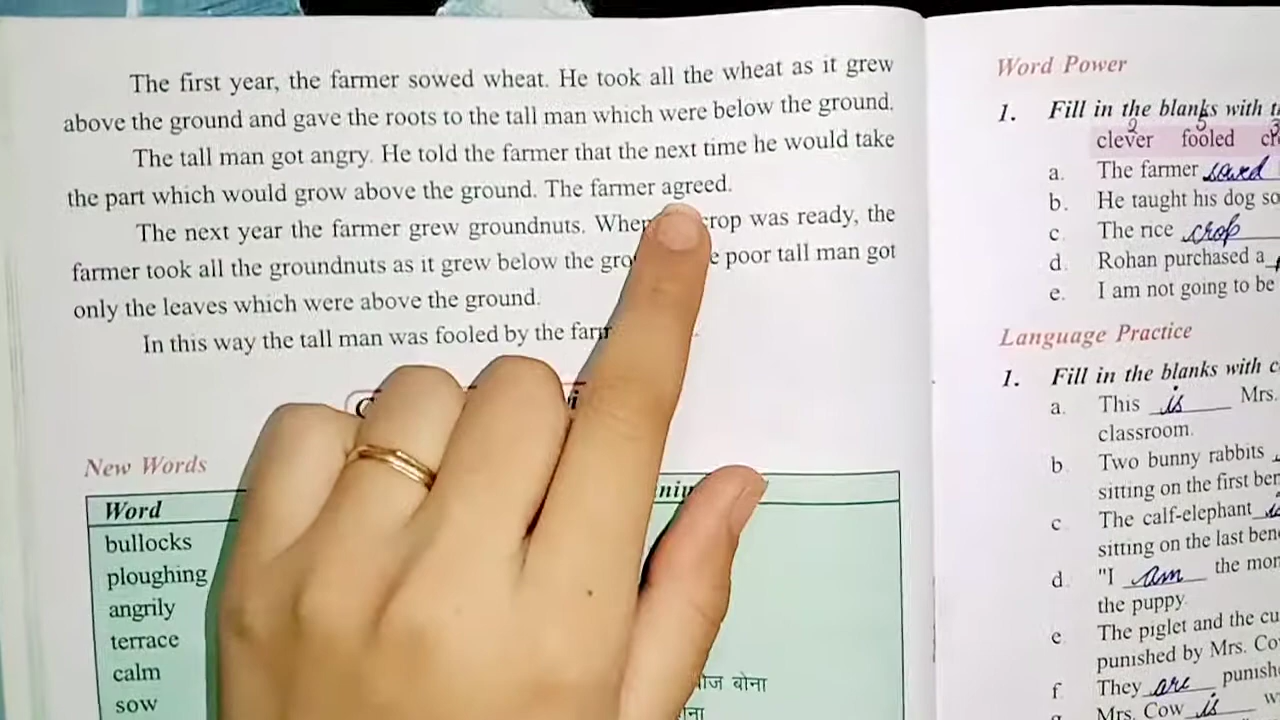 The first year, the farmer sowed wheat. He took all the wheat as it grew
above the ground and gave the roots to the tall man which were below the ground.
The tall man got angry. He told the farmer that the next time he would take
the part which would grow above the ground. The farmer agreed.
The next year the farmer grew groundnuts. When crop was ready, the
farmer took all the groundnuts as it grew below the poor tall man got
only the leaves which were above the ground.
In this way the tall man was fooled by the
New Words
Word
bullocks
ploughing
angrily
terrace
calm
sow
बोना
Word Power
1. Fill in the blanks with
clever fooled
a. The farmer sowed
b. He taught his dog
c. The rice crop
d. Rohan purchased a
e. I am not going to be
Language Practice
1. Fill in the blanks with
a. This is Mrs.
classroom.
b. Two bunny rabbits
sitting on the first
c. The calf-elephant
sitting on the last
d. "I am the
the puppy.
e. The piglet and the
punished by Mrs.
f. They are
Mrs. Cow is